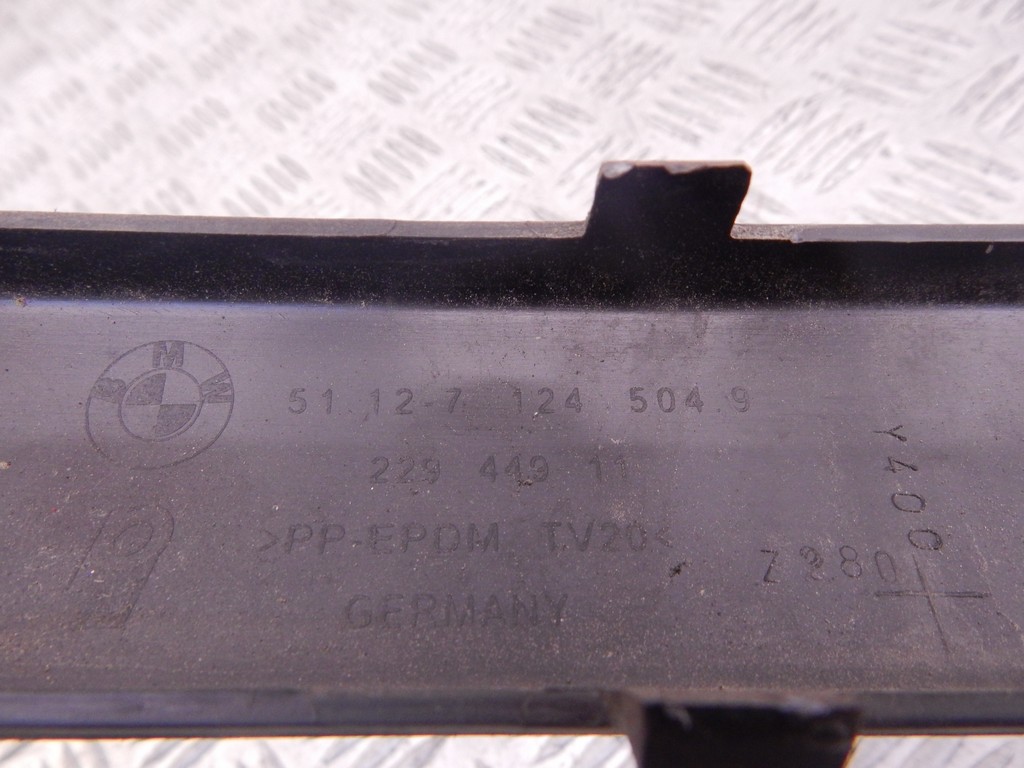 BMW
51.12-7 124 504.9
229 449 11
>PP-EPDM TV20<
GERMANY
Y400
Z280